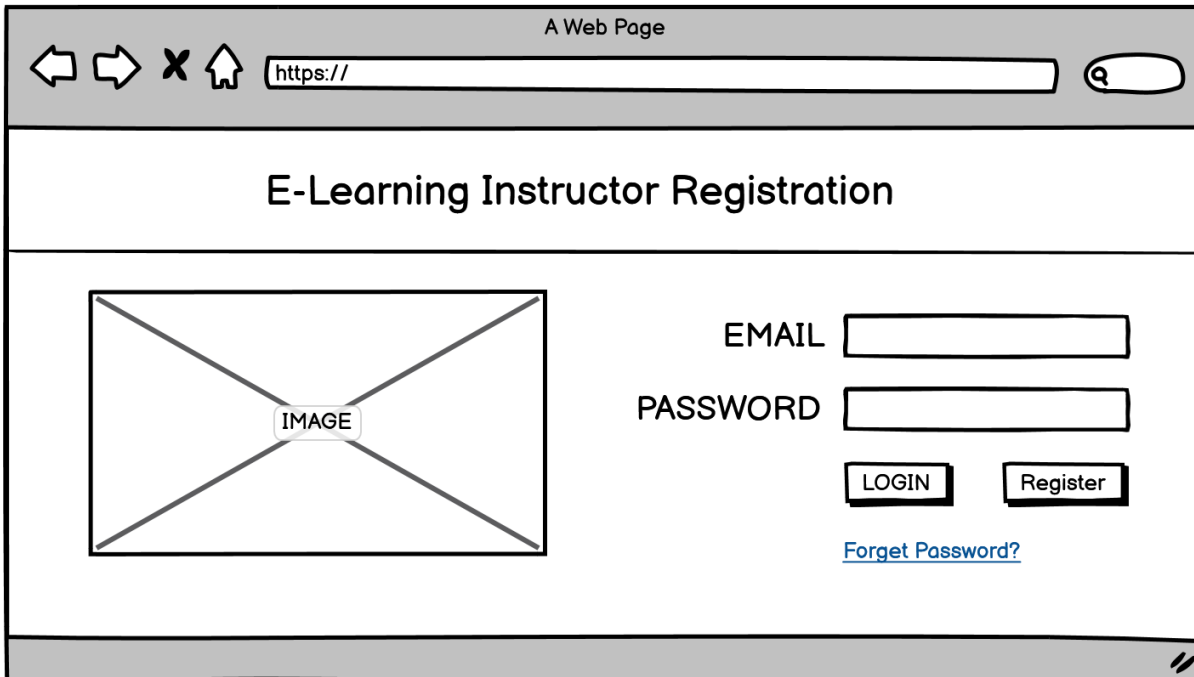 A Web Page
https://
E-Learning Instructor Registration
IMAGE
EMAIL
PASSWORD
LOGIN
Register
Forget Password?